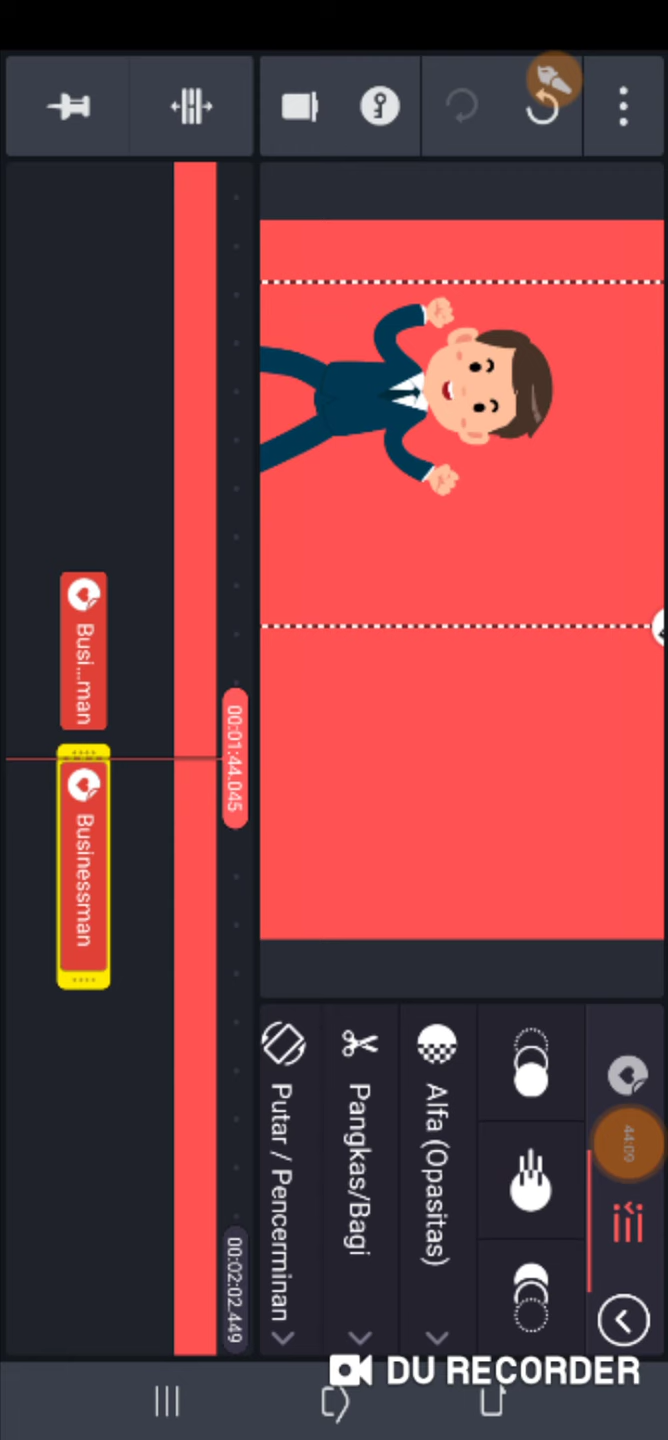 44:09
Alfa (Opasitas)
Pangkas/Bagi
Putar / Pencerminan
00:01:44.045
00:02:02.449
Busi...man
Businessman
DU RECORDER